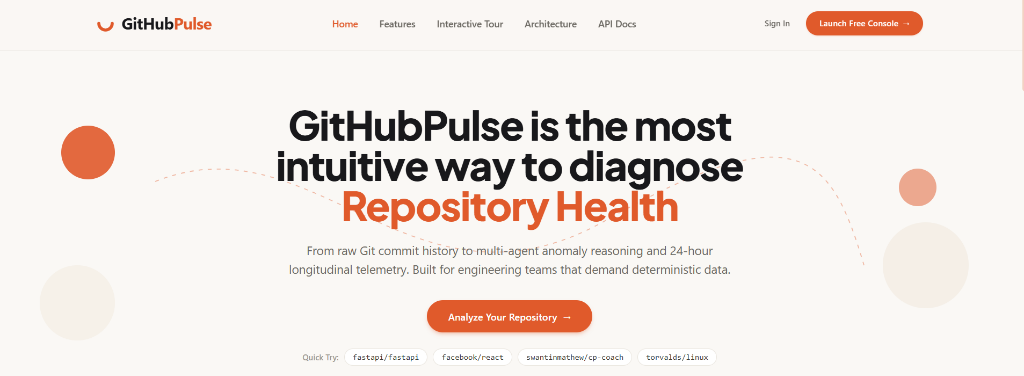 GitHubPulse
Home Features Interactive Tour Architecture API Docs
Sign In
Launch Free Console →
GitHubPulse is the most
intuitive way to diagnose
Repository Health
From raw Git commit history to multi-agent anomaly reasoning and 24-hour
longitudinal telemetry. Built for engineering teams that demand deterministic data.
Analyze Your Repository →
Quick Try: fastapi/fastapi facebook/react swantinmathew/cp-coach torvalds/linux